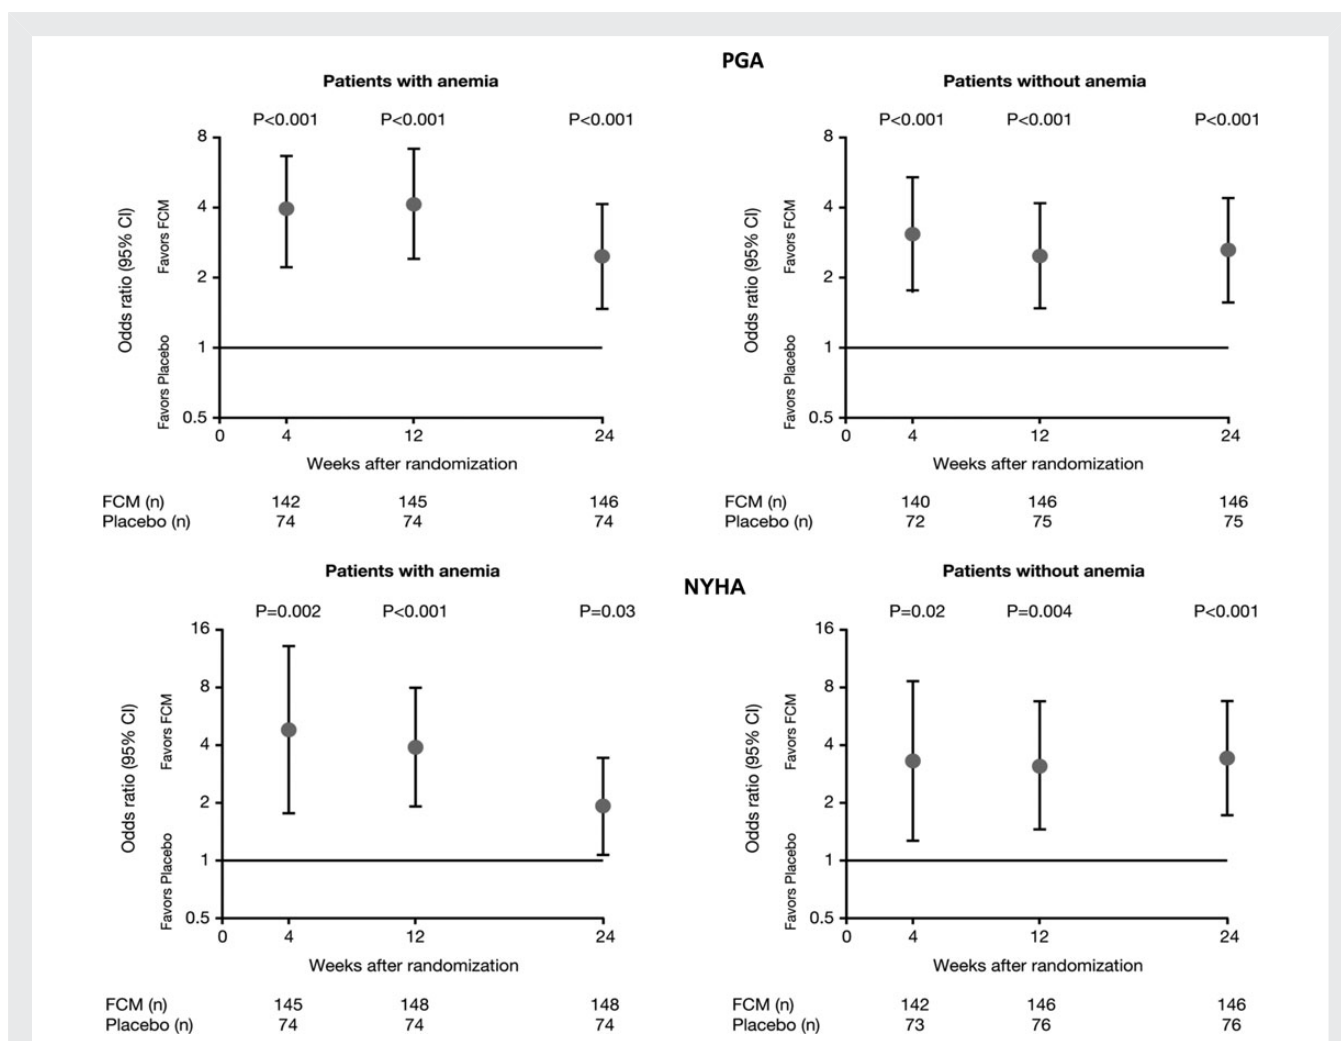 PGA
Patients with anemia
P<0.001 P<0.001 P<0.001
8
4
2
1
0.5
Odds ratio (95% CI)
Favors FCM
Favors Placebo
0 4 12 24
Weeks after randomization
FCM (n) 142 145 146
Placebo (n) 74 74 74
Patients without anemia
P<0.001 P<0.001 P<0.001
8
4
2
1
0.5
Odds ratio (95% CI)
Favors FCM
Favors Placebo
0 4 12 24
Weeks after randomization
FCM (n) 140 146 146
Placebo (n) 72 75 75
NYHA
Patients with anemia
P=0.002 P<0.001 P=0.03
16
8
4
2
1
0.5
Odds ratio (95% CI)
Favors FCM
Favors Placebo
0 4 12 24
Weeks after randomization
FCM (n) 145 148 148
Placebo (n) 74 74 74
Patients without anemia
P=0.02 P=0.004 P<0.001
16
8
4
2
1
0.5
Odds ratio (95% CI)
Favors FCM
Favors Placebo
0 4 12 24
Weeks after randomization
FCM (n) 142 146 146
Placebo (n) 73 76 76